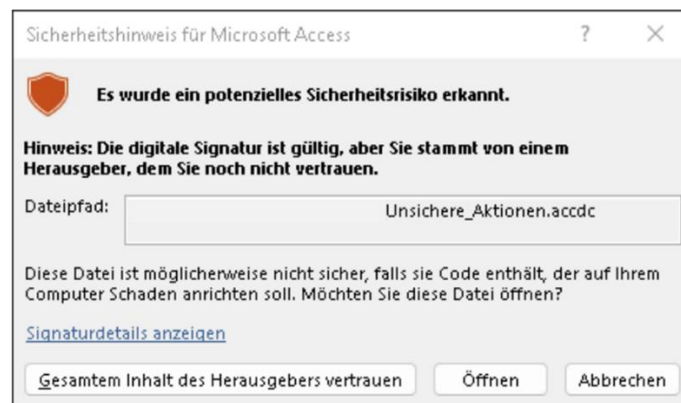 Sicherheitshinweis für Microsoft Access ?
Es wurde ein potenzielles Sicherheitsrisiko erkannt.
Hinweis: Die digitale Signatur ist gültig, aber Sie stammt von einem
Herausgeber, dem Sie noch nicht vertrauen.
Dateipfad: Unsichere_Aktionen.accdc
Diese Datei ist möglicherweise nicht sicher, falls sie Code enthält, der auf Ihrem
Computer Schaden anrichten soll. Möchten Sie diese Datei öffnen?
Signaturdetails anzeigen
Gesamtem Inhalt des Herausgebers vertrauen Öffnen Abbrechen